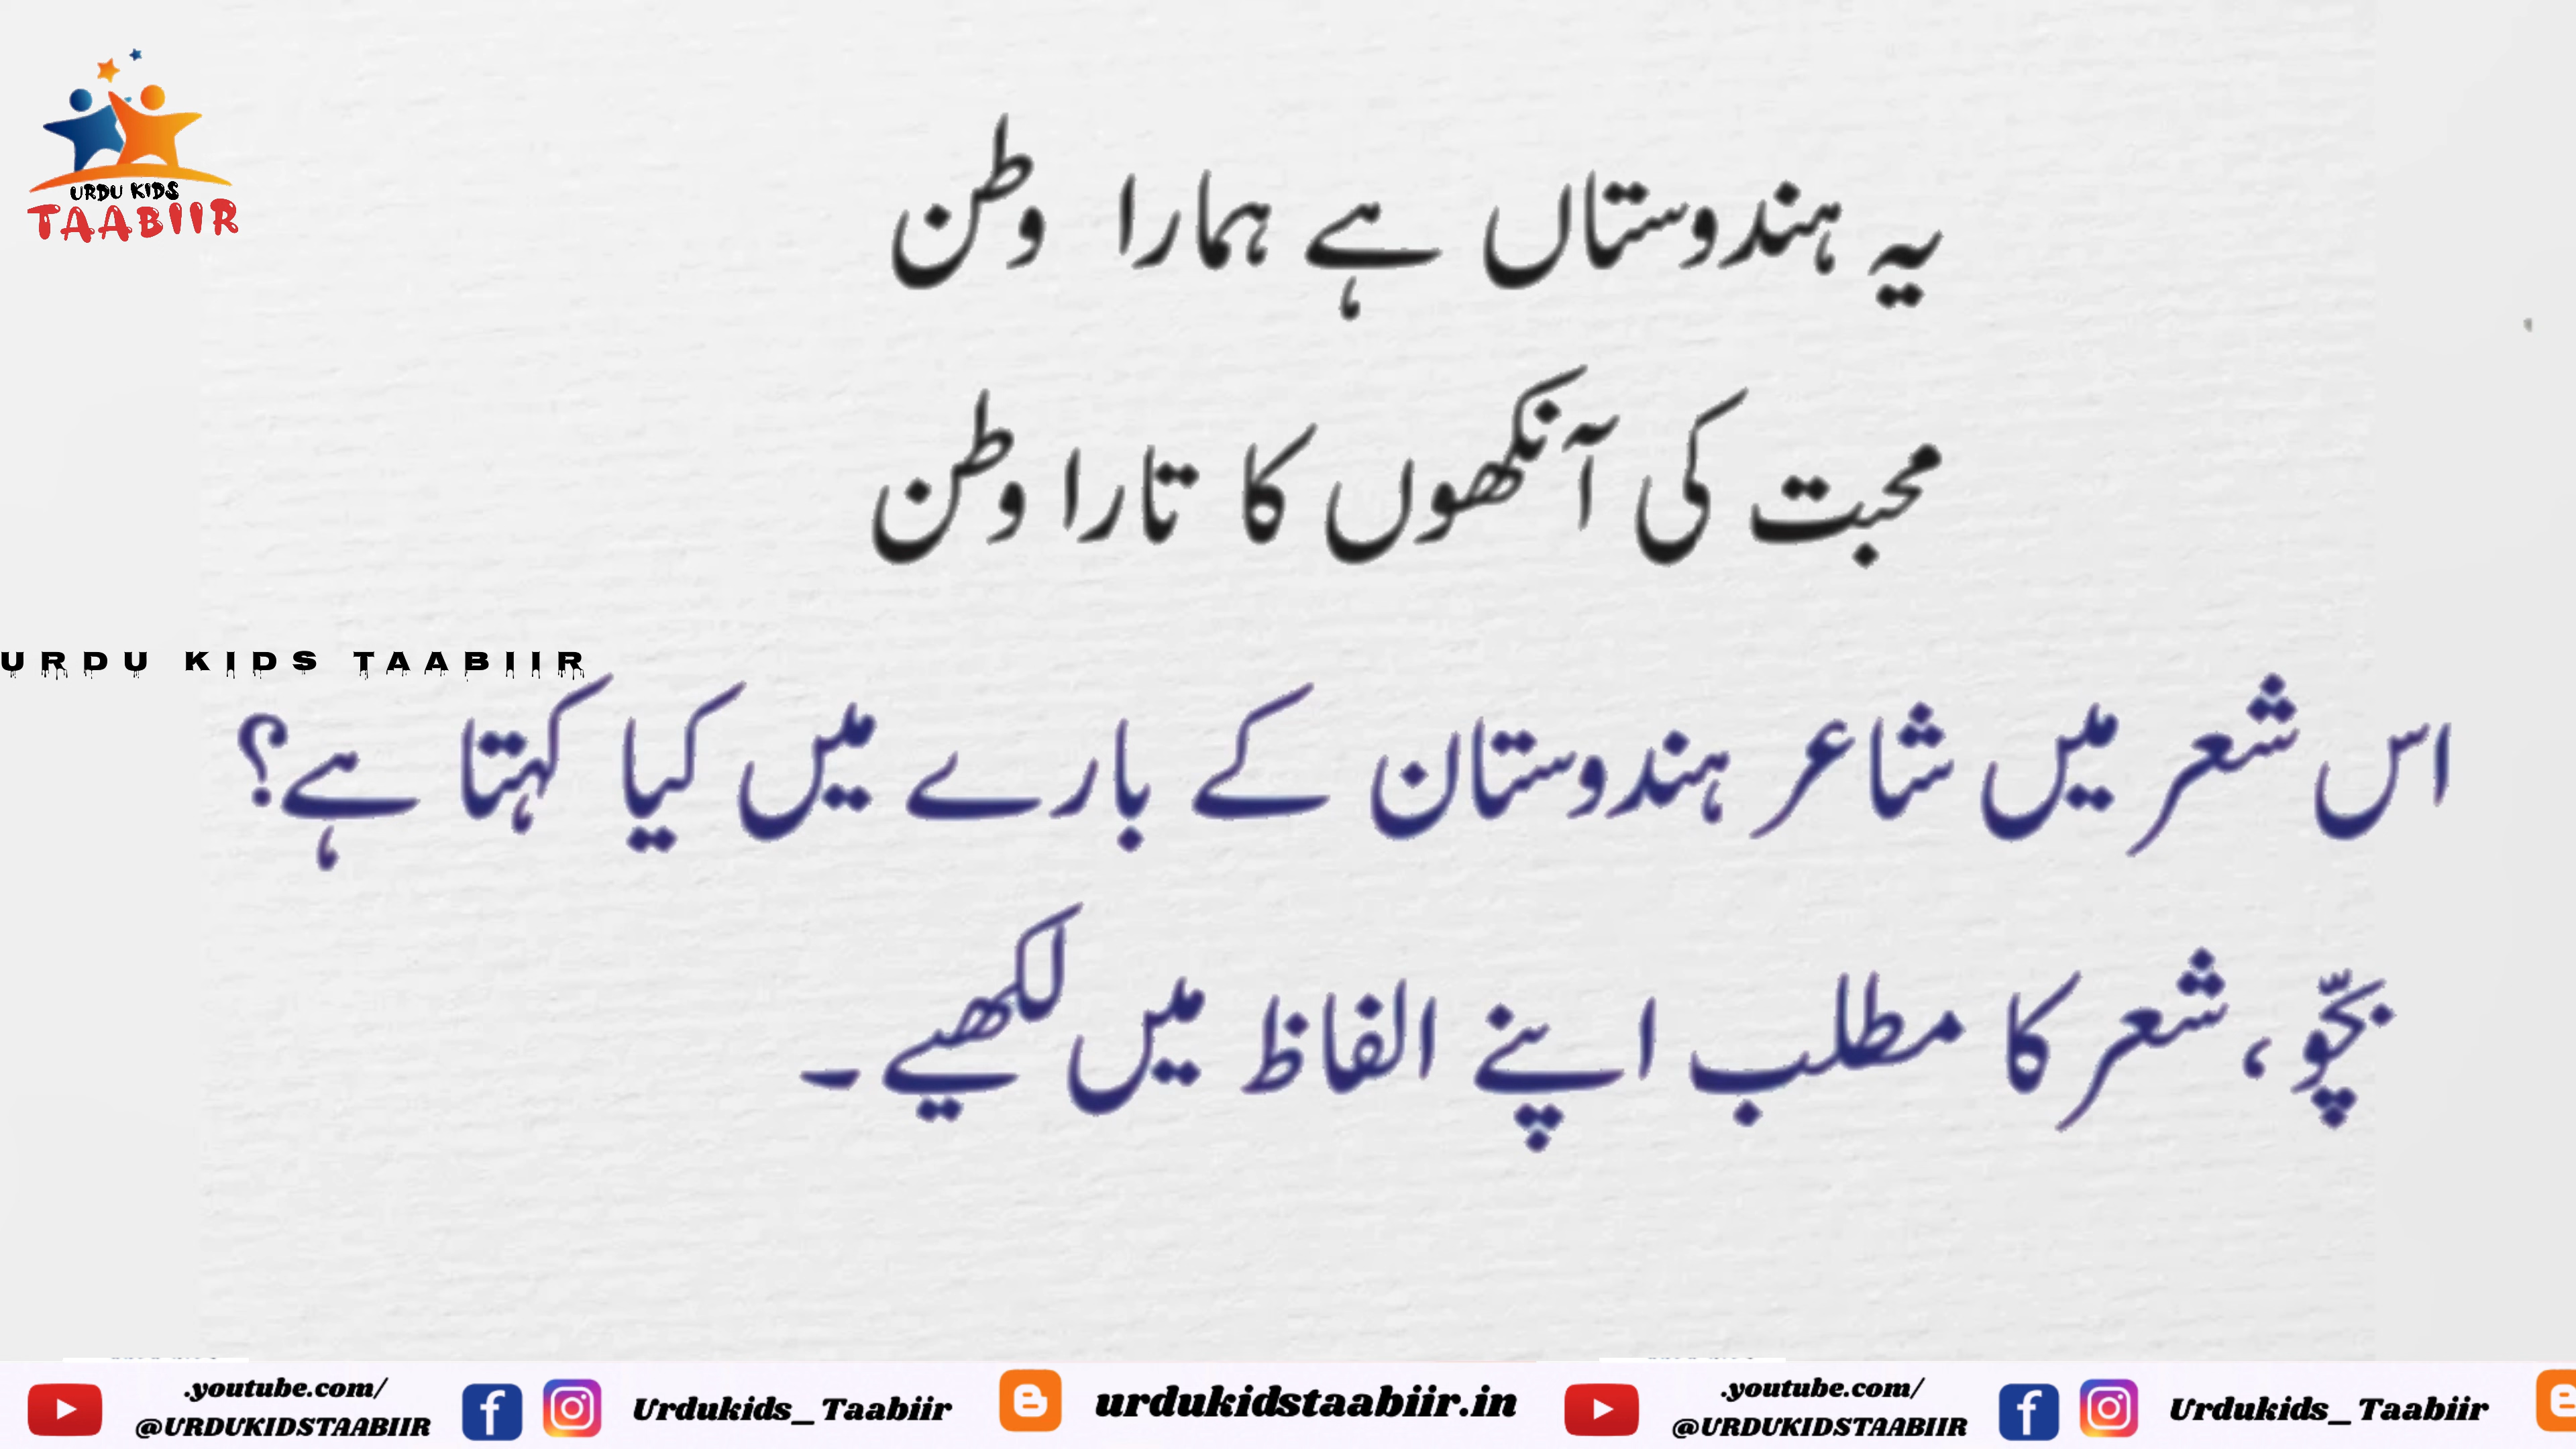 URDU KIDS
TAABIIR
یہ ہندوستاں ہے ہمارا وطن
محبت کی آنکھوں کا تارا وطن
URDU KIDS TAABIIR
اس شعر میں شاعر ہندوستان کے بارے میں کیا کہتا ہے؟
بچّو، شعر کا مطلب اپنے الفاظ میں لکھیے۔
.youtube.com/
@URDUKIDSTAABIIR
Urdukids_Taabiir
urdukidstaabiir.in
.youtube.com/
@URDUKIDSTAABIIR
Urdukids_Taabiir